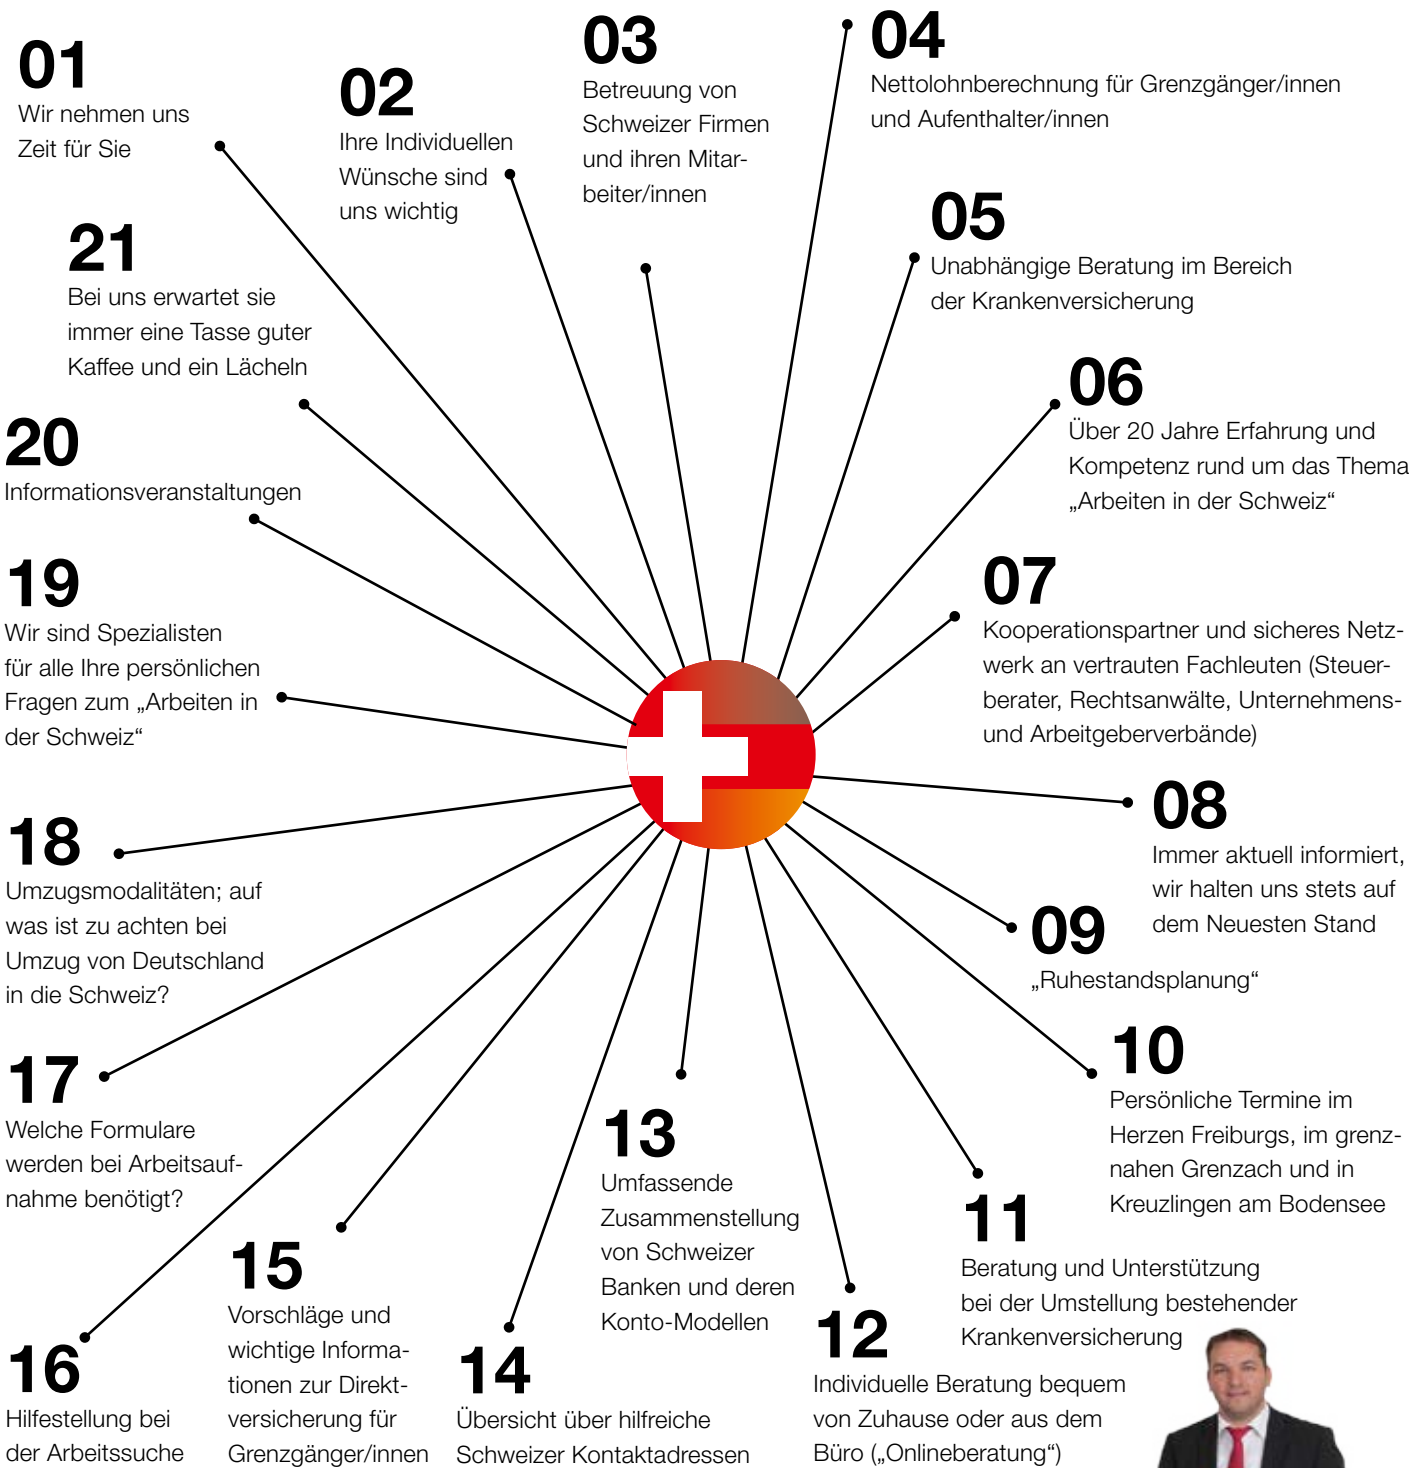 01
Wir nehmen uns
Zeit für Sie
02
Ihre Individuellen
Wünsche sind
uns wichtig
03
Betreuung von
Schweizer Firmen
und ihren Mitar-
beiter/innen
04
Nettolohnberechnung für Grenzgänger/innen
und Aufenthalter/innen
05
Unabhängige Beratung im Bereich
der Krankenversicherung
06
Über 20 Jahre Erfahrung und
Kompetenz rund um das Thema
„Arbeiten in der Schweiz“
07
Kooperationspartner und sicheres Netz-
werk an vertrauten Fachleuten (Steuer-
berater, Rechtsanwälte, Unternehmens-
und Arbeitgeberverbände)
08
Immer aktuell informiert,
wir halten uns stets auf
dem Neuesten Stand
09
„Ruhestandsplanung“
10
Persönliche Termine im
Herzen Freiburgs, im grenz-
nahen Grenzach und in
Kreuzlingen am Bodensee
11
Beratung und Unterstützung
bei der Umstellung bestehender
Krankenversicherung
12
Individuelle Beratung bequem
von Zuhause oder aus dem
Büro („Onlineberatung“)
13
Umfassende
Zusammenstellung
von Schweizer
Banken und deren
Konto-Modellen
14
Übersicht über hilfreiche
Schweizer Kontaktadressen
15
Vorschläge und
wichtige Informa-
tionen zur Direkt-
versicherung für
Grenzgänger/innen
16
Hilfestellung bei
der Arbeitssuche
17
Welche Formulare
werden bei Arbeitsauf-
nahme benötigt?
18
Umzugsmodalitäten; auf
was ist zu achten bei
Umzug von Deutschland
in die Schweiz?
19
Wir sind Spezialisten
für alle Ihre persönlichen
Fragen zum „Arbeiten in
der Schweiz“
20
Informationsveranstaltungen
21
Bei uns erwartet sie
immer eine Tasse guter
Kaffee und ein Lächeln